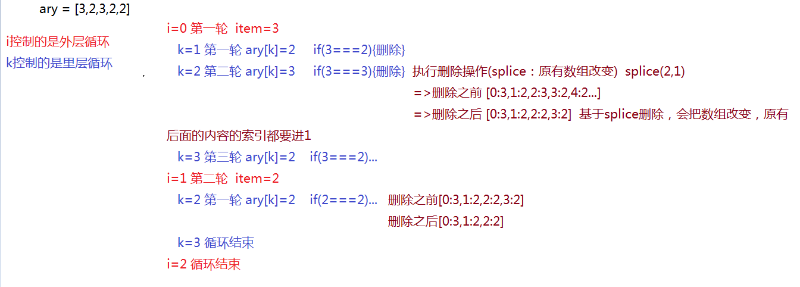 ary = [3,2,3,2,2]
i控制的是外层循环
k控制的是里层循环
i=0 第一轮 item=3
k=1 第一轮 ary[k]=2 if(3===2){删除}
k=2 第二轮 ary[k]=3 if(3===3){删除} 执行删除操作(splice：原有数组改变) splice(2,1)
=>删除之前 [0:3,1:2,2:3,3:2,4:2...]
=>删除之后 [0:3,1:2,2:2,3:2] 基于splice删除，会把数组改变，原有
后面的内容的索引都要进1
k=3 第三轮 ary[k]=2 if(3===2)...
i=1 第二轮 item=2
k=2 第一轮 ary[k]=2 if(2===2)... 删除之前[0:3,1:2,2:2,3:2]
删除之后[0:3,1:2,2:2]
k=3 循环结束
i=2 循环结束